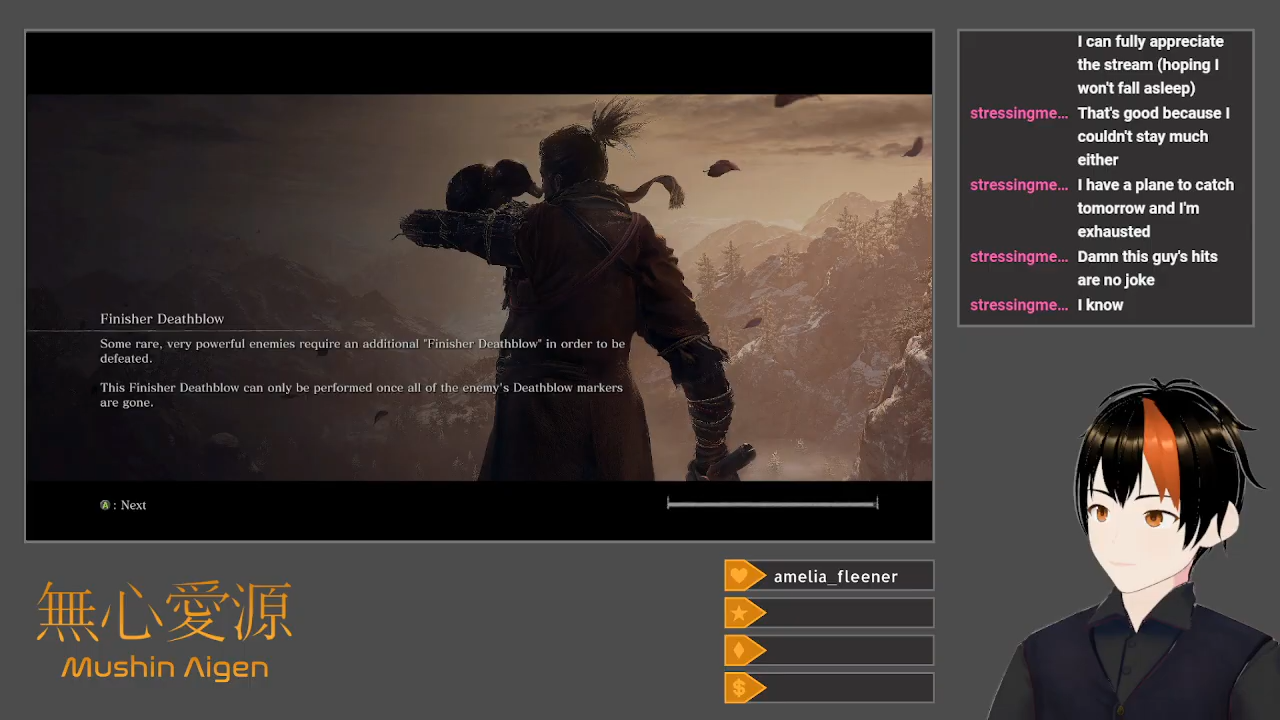 Finisher Deathblow
Some rare, very powerful enemies require an additional "Finisher Deathblow" in order to be
defeated.
This Finisher Deathblow can only be performed once all of the enemy's Deathblow markers
are gone.
A : Next
I can fully appreciate
the stream (hoping I
won't fall asleep)
stressingme... That's good because I
couldn't stay much
either
stressingme... I have a plane to catch
tomorrow and I'm
exhausted
stressingme... Damn this guy's hits
are no joke
stressingme... I know
無心愛源
Mushin Aigen
amelia_fleener
$